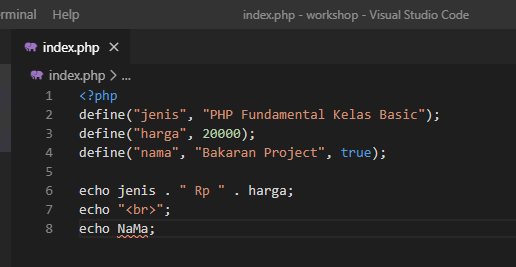 erminal Help index.php - workshop - Visual Studio Code
index.php ×
index.php > ...
1 <?php
2 define("jenis", "PHP Fundamental Kelas Basic");
3 define("harga", 20000);
4 define("nama", "Bakaran Project", true);
5
6 echo jenis . " Rp " . harga;
7 echo "<br>";
8 echo NaMa;